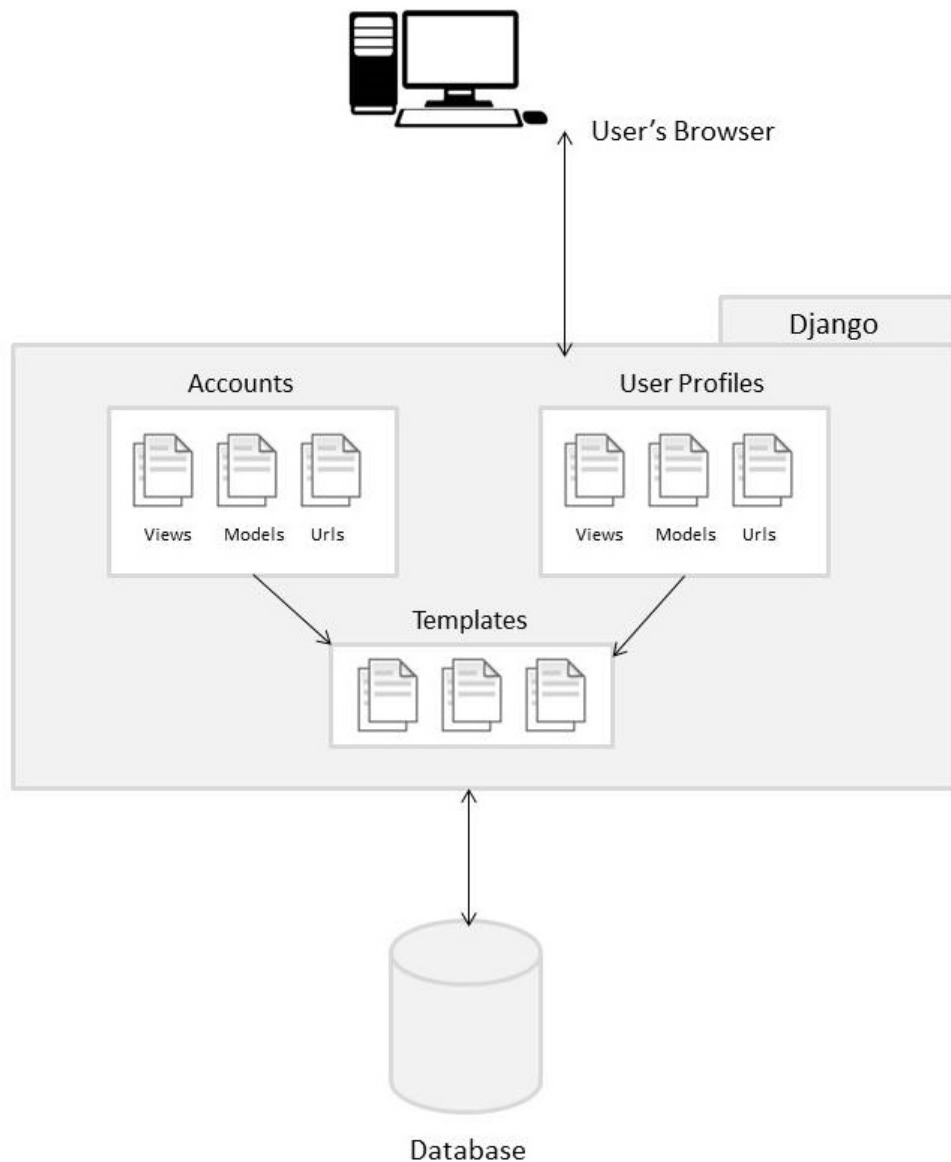 User’s Browser
Django
Accounts
User Profiles
Views Models Urls
Views Models Urls
Templates
Database